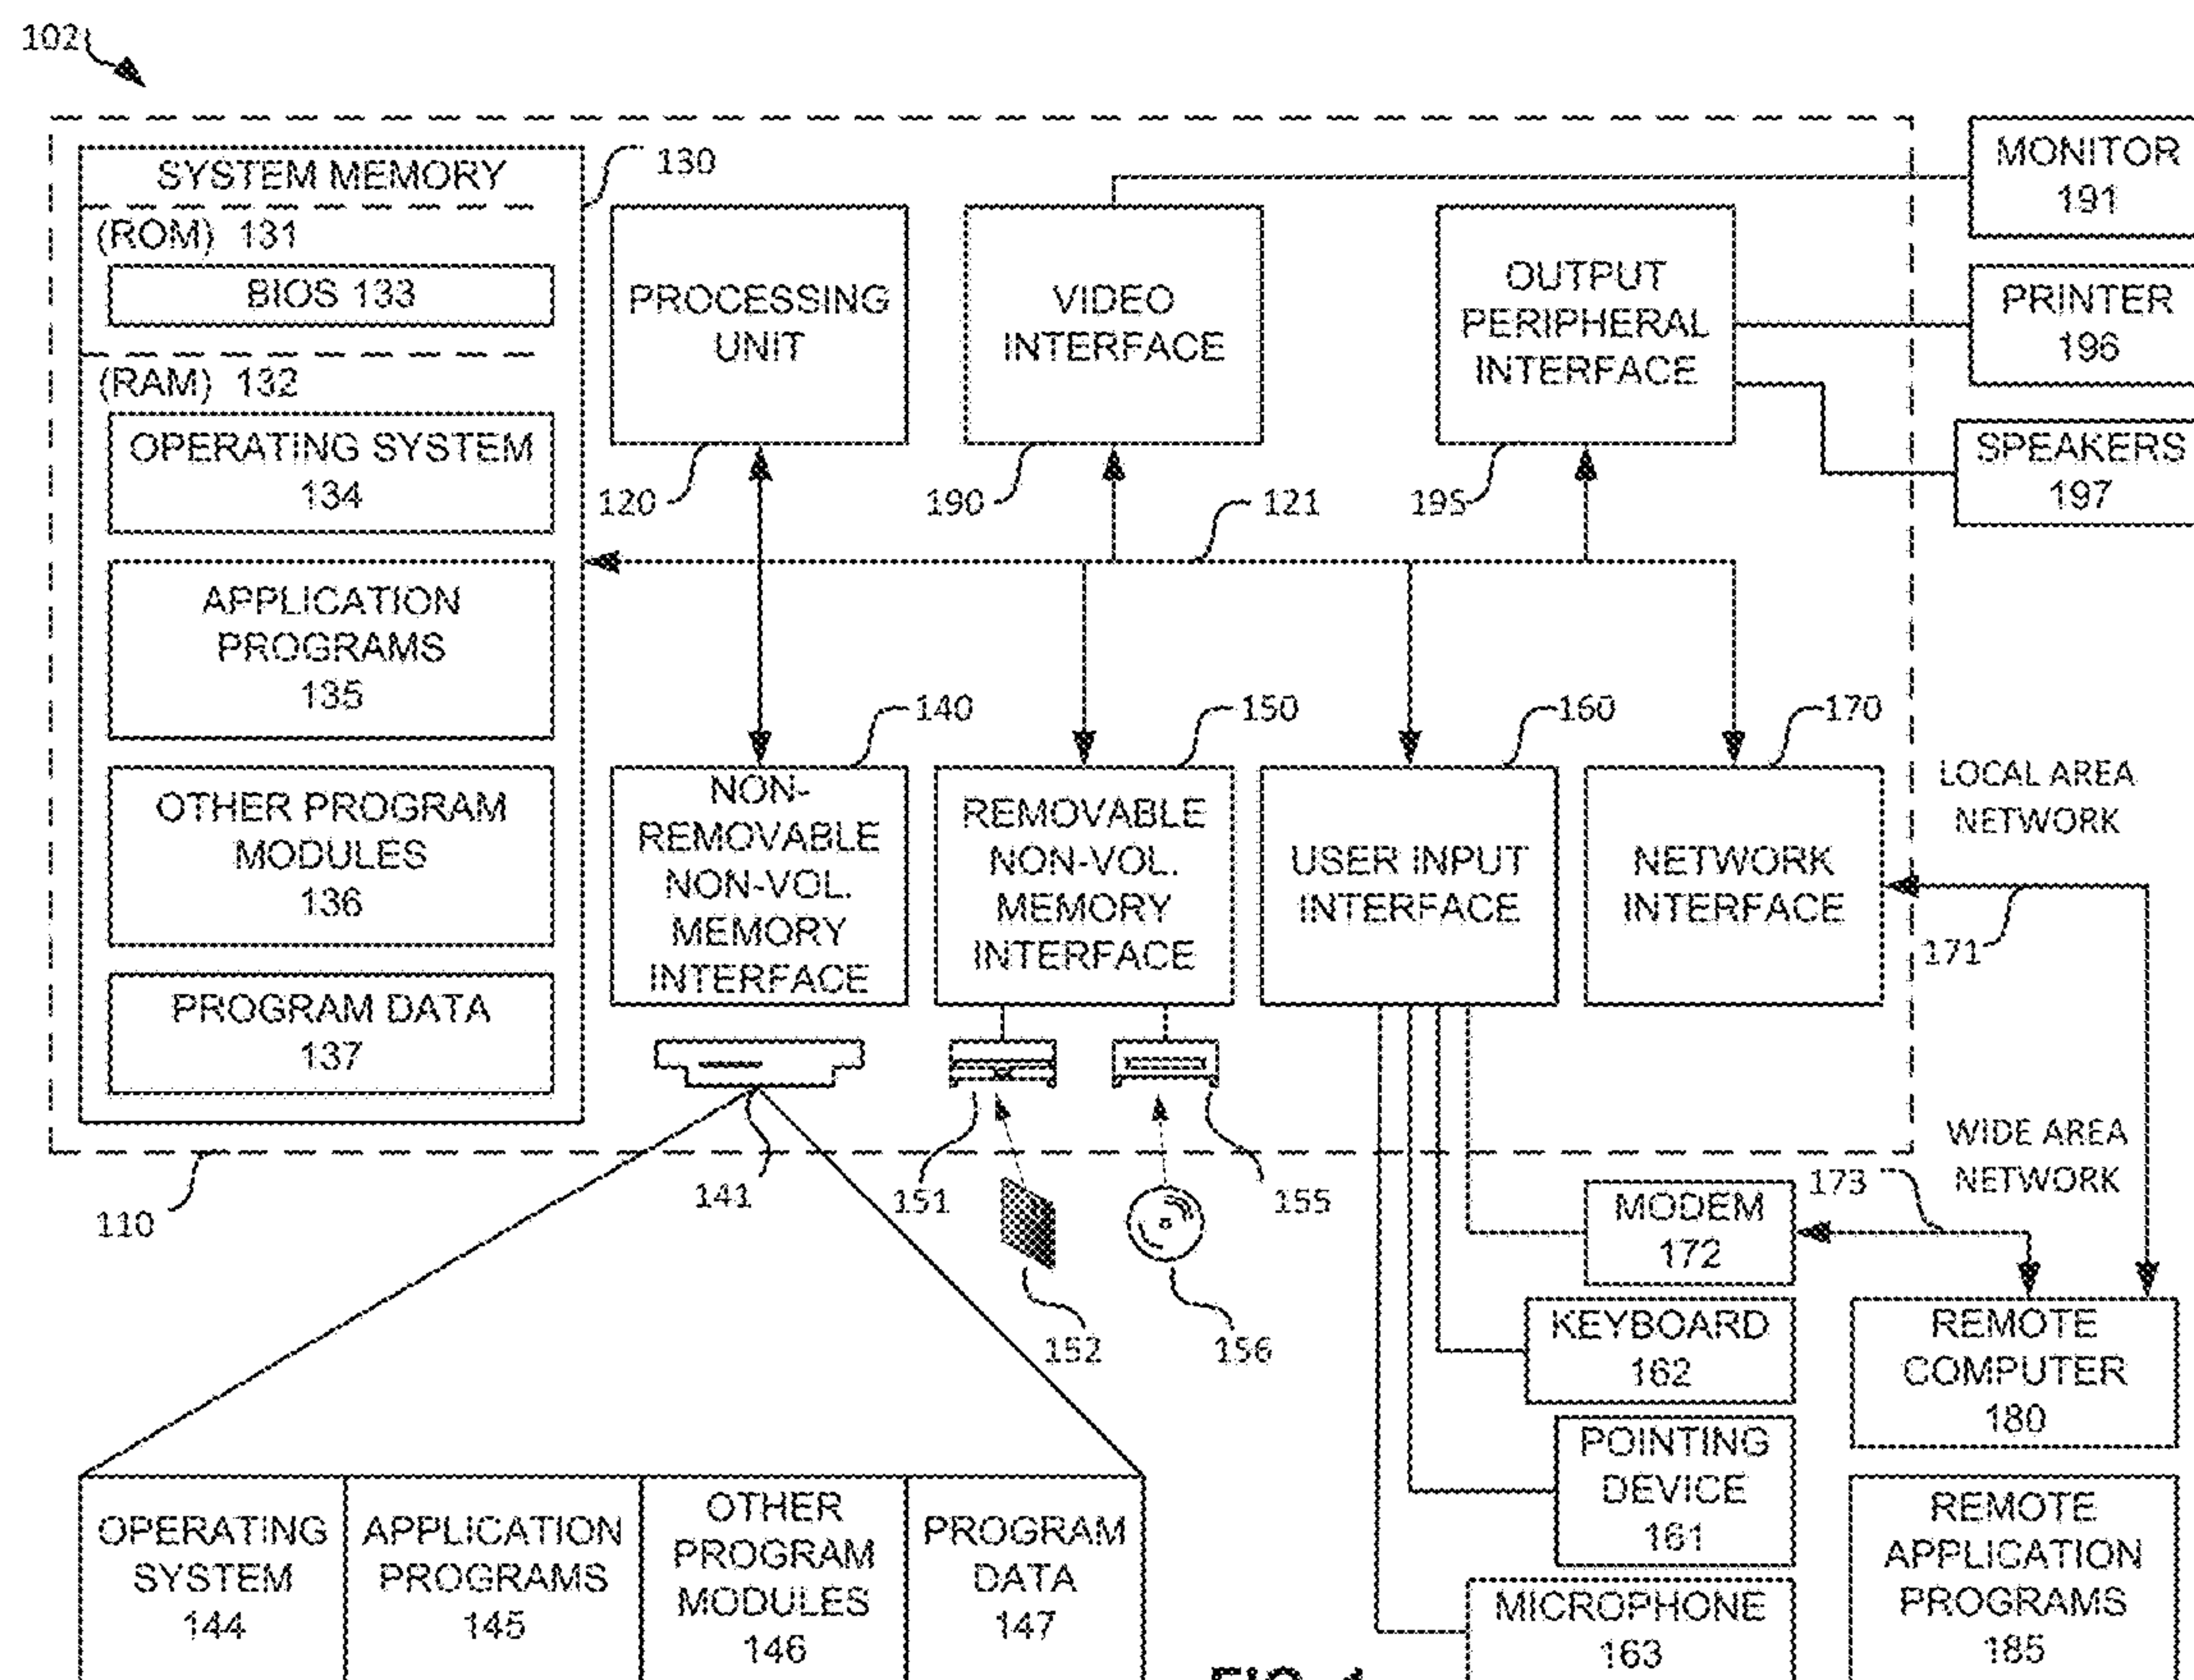 102
SYSTEM MEMORY
130
(ROM) 131
BIOS 133
(RAM) 132
OPERATING SYSTEM
134
APPLICATION
PROGRAMS
135
OTHER PROGRAM
MODULES
136
PROGRAM DATA
137
110
PROCESSING
UNIT
120
VIDEO
INTERFACE
190
OUTPUT
PERIPHERAL
INTERFACE
195
121
MONITOR
191
PRINTER
196
SPEAKERS
197
140
NON-
REMOVABLE
NON-VOL.
MEMORY
INTERFACE
150
REMOVABLE
NON-VOL.
MEMORY
INTERFACE
160
USER INPUT
INTERFACE
170
NETWORK
INTERFACE
LOCAL AREA
NETWORK
171
141
151
155
152
156
WIDE AREA
NETWORK
173
MODEM
172
KEYBOARD
162
POINTING
DEVICE
161
MICROPHONE
163
REMOTE
COMPUTER
180
REMOTE
APPLICATION
PROGRAMS
185
OPERATING
SYSTEM
144
APPLICATION
PROGRAMS
145
OTHER
PROGRAM
MODULES
146
PROGRAM
DATA
147